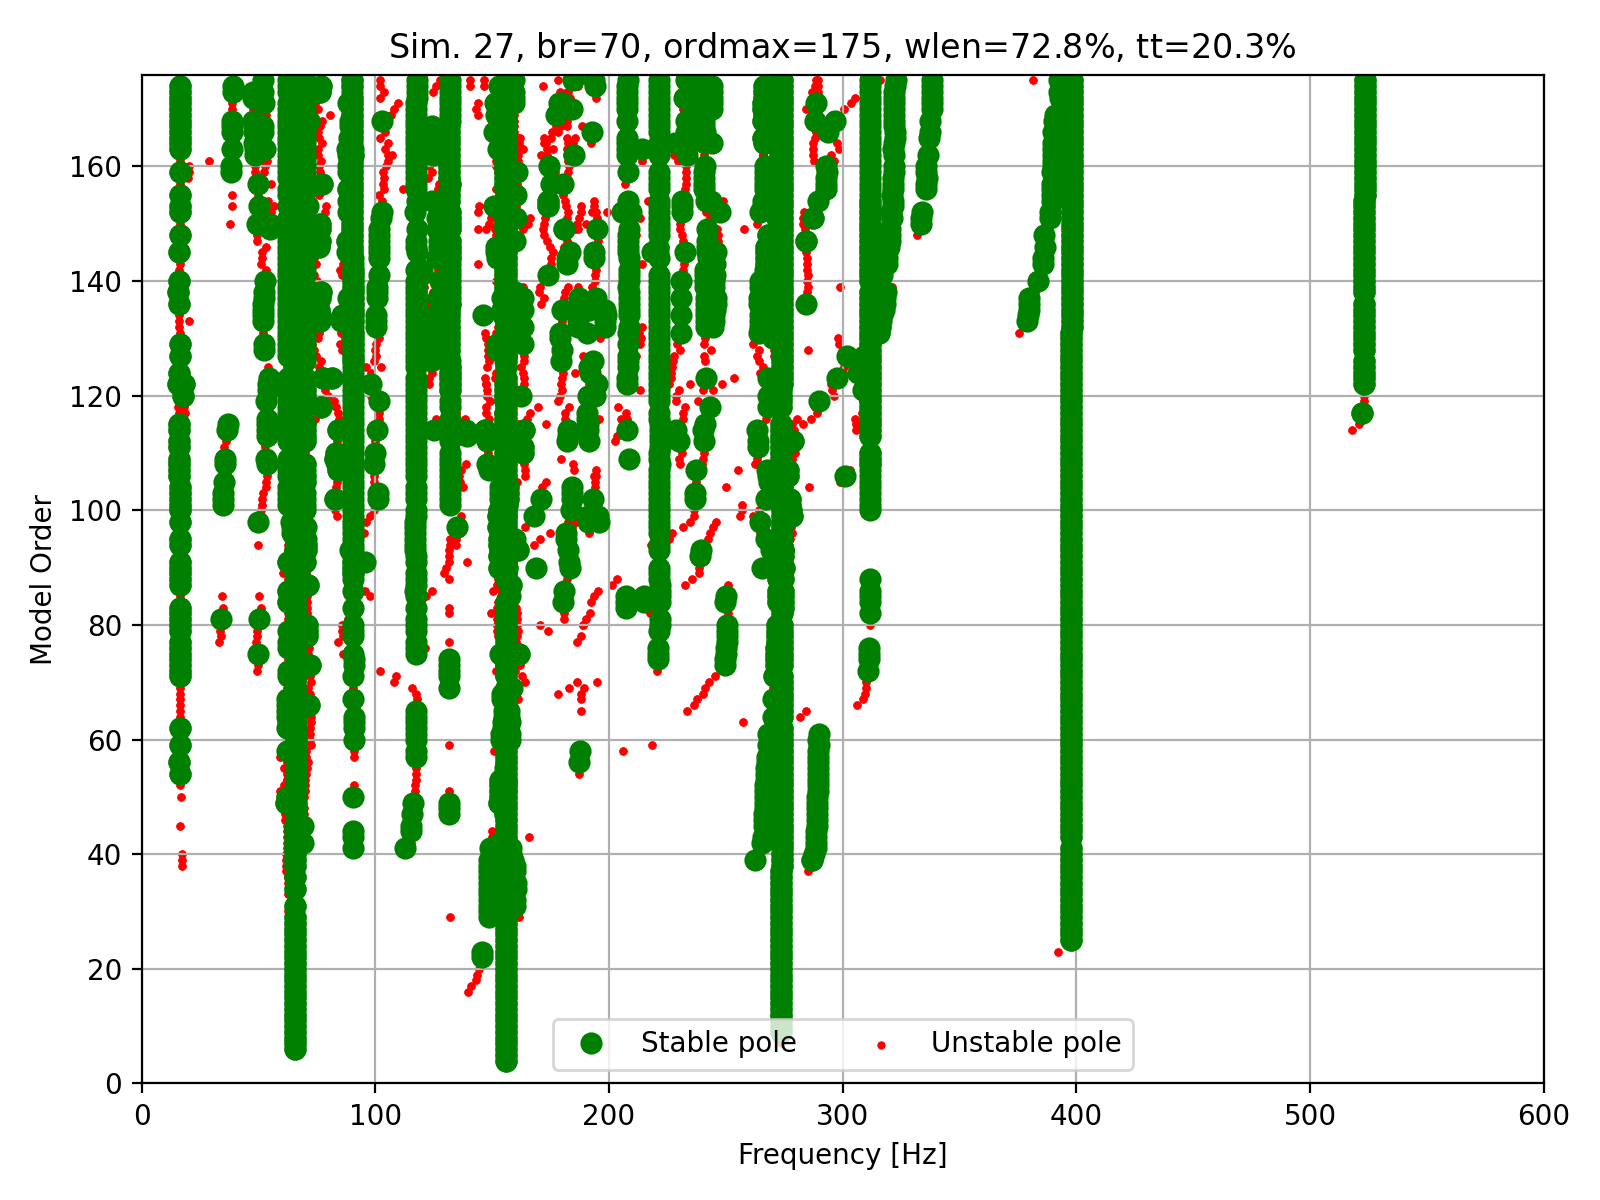 Sim. 27, br=70, ordmax=175, wlen=72.8%, tt=20.3%
160
140
120
100
80
60
40
20
0
Model Order
Stable pole
Unstable pole
0 100 200 300 400 500 600
Frequency [Hz]